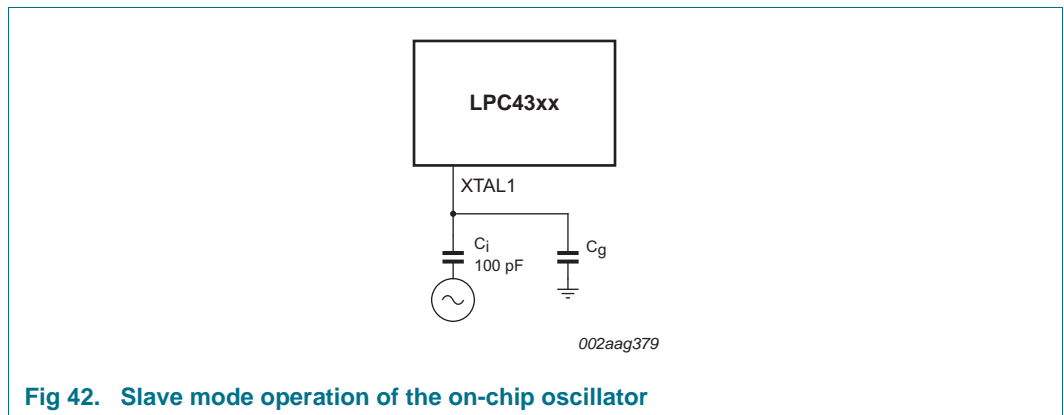 LPC43xx
XTAL1
Ci
100 pF
Cg
002aag379
Fig 42. Slave mode operation of the on-chip oscillator